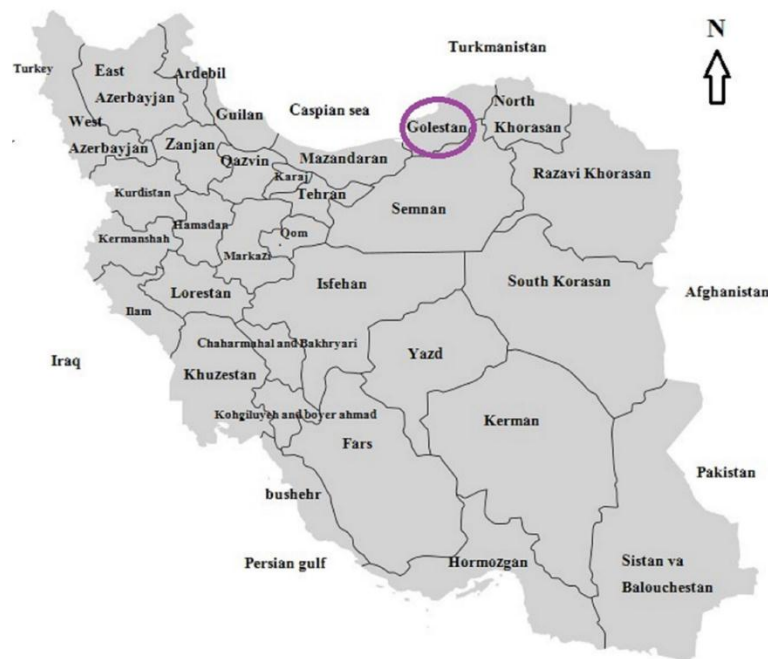 N
Turkmanistan
Turkey
East
Azerbayjan
Ardebil
Caspian sea
Guilan
North
Khorasan
Golestan
West
Azerbayjan
Zanjan
Qazvin
Mazandaran
Karaj
Tehran
Razavi Khorasan
Kurdistan
Semnan
Hamadan
Qom
Kermanshah
Markazi
Lorestan
Isfehan
South Korasan
Afghanistan
Ilam
Iraq
Chaharmahal and Bakhryari
Yazd
Khuzestan
Kohgiluyeh and boyer ahmad
Kerman
Fars
Pakistan
bushehr
Persian gulf
Hormozgan
Sistan va
Balouchestan